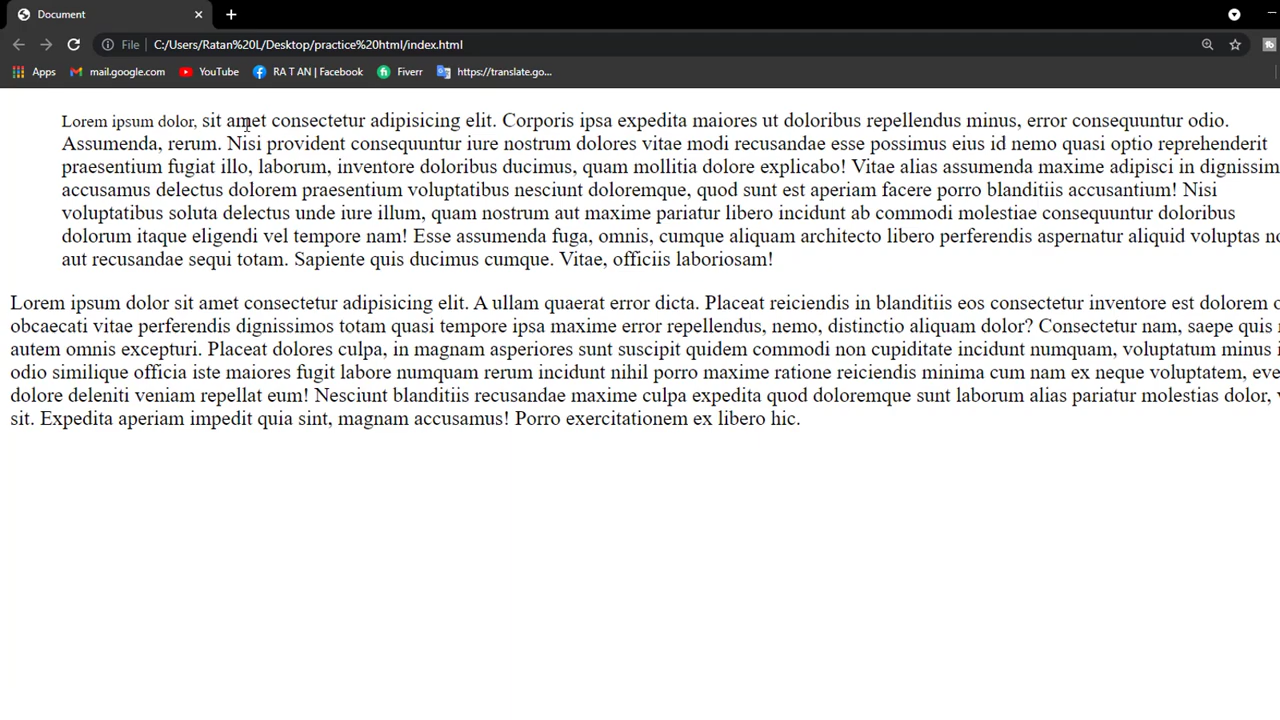 Document
File C:/Users/Ratan%20L/Desktop/practice%20html/index.html
Apps mail.google.com YouTube RA T AN | Facebook Fiverr https://translate.go...
Lorem ipsum dolor, sit amet consectetur adipisicing elit. Corporis ipsa expedita maiores ut doloribus repellendus minus, error consequuntur odio.
Assumenda, rerum. Nisi provident consequuntur iure nostrum dolores vitae modi recusandae esse possimus eius id nemo quasi optio reprehenderit
praesentium fugiat illo, laborum, inventore doloribus ducimus, quam mollitia dolore explicabo! Vitae alias assumenda maxime adipisci in dignissim
accusamus delectus dolorem praesentium voluptatibus nesciunt doloremque, quod sunt est aperiam facere porro blanditiis accusantium! Nisi
voluptatibus soluta delectus unde iure illum, quam nostrum aut maxime pariatur libero incidunt ab commodi molestiae consequuntur doloribus
dolorum itaque eligendi vel tempore nam! Esse assumenda fuga, omnis, cumque aliquam architecto libero perferendis aspernatur aliquid voluptas
aut recusandae sequi totam. Sapiente quis ducimus cumque. Vitae, officiis laboriosam!
Lorem ipsum dolor sit amet consectetur adipisicing elit. A ullam quaerat error dicta. Placeat reiciendis in blanditiis eos consectetur inventore est dolorem
obcaecati vitae perferendis dignissimos totam quasi tempore ipsa maxime error repellendus, nemo, distinctio aliquam dolor? Consectetur nam, saepe quis
autem omnis excepturi. Placeat dolores culpa, in magnam asperiores sunt suscipit quidem commodi non cupiditate incidunt numquam, voluptatum minus
odio similique officia iste maiores fugit labore numquam rerum incidunt nihil porro maxime ratione reiciendis minima cum nam ex neque voluptatem, eve
dolore deleniti veniam repellat eum! Nesciunt blanditiis recusandae maxime culpa expedita quod doloremque sunt laborum alias pariatur molestias dolor,
sit. Expedita aperiam impedit quia sint, magnam accusamus! Porro exercitationem ex libero hic.